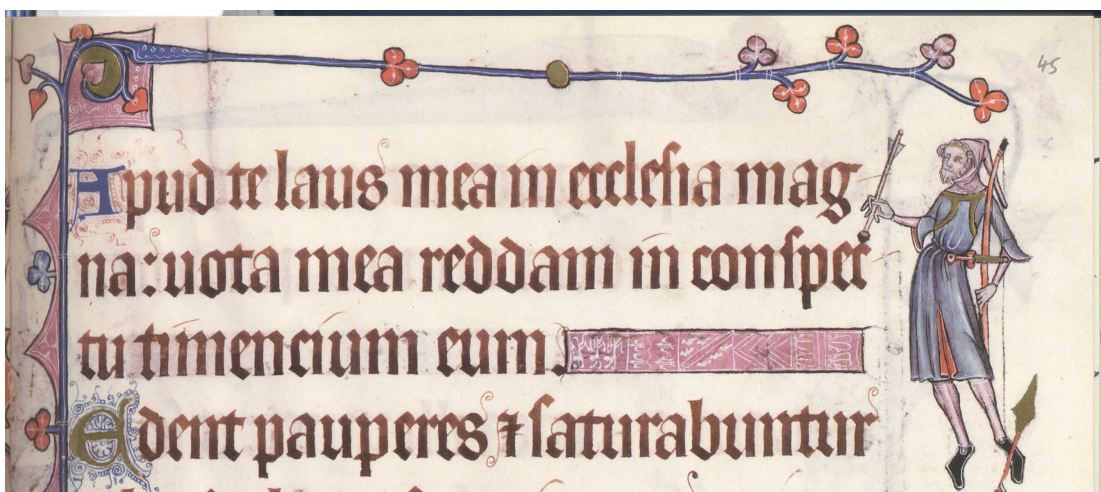 45
Apud te laus mea in ecclesia mag
na: uota mea reddam in conspec
tu timencium eum.
Edent pauperes ⁊ saturabuntur